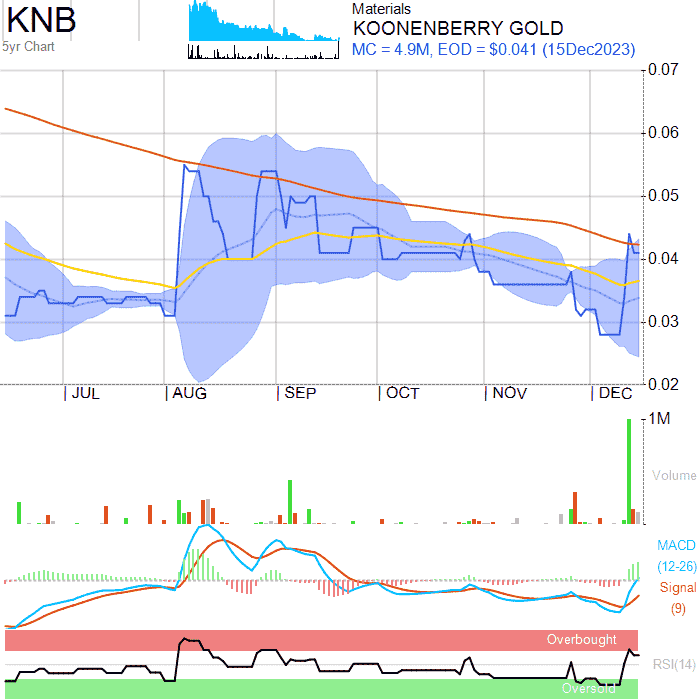 KNB
5yr Chart
Materials
KOONENBERRY GOLD
MC = 4.9M, EOD = $0.041 (15Dec2023)
0.07
0.06
0.05
0.04
0.03
0.02
JUL
AUG
SEP
OCT
NOV
DEC
1M
Volume
MACD
(12-26)
Signal
(9)
Overbought
RSI(14)
Oversold